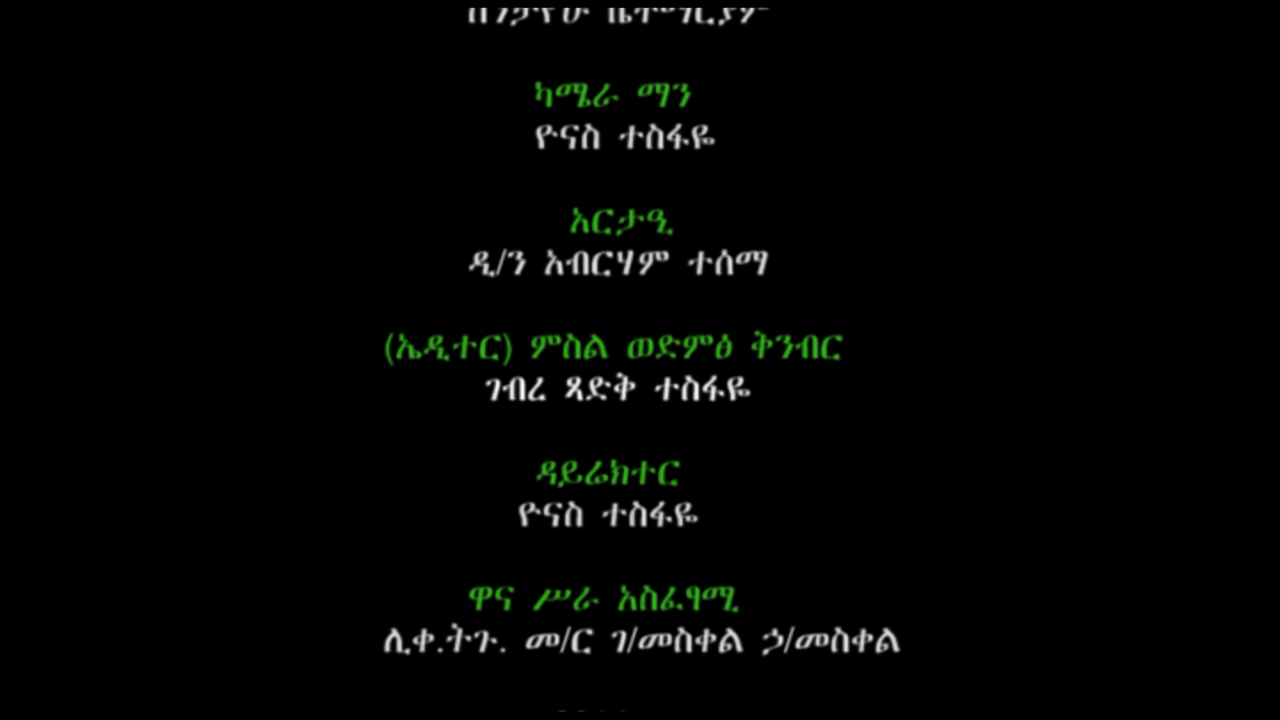 ካሜራ ማን
ዮናስ ተስፋዬ
አርታዒ
ዲ/ን አብርሃም ተሰማ
(ኤዲተር) ምስል ወድምፅ ቅንብር
ገብረ ጻድቅ ተስፋዬ
ዳይሬክተር
ዮናስ ተስፋዬ
ዋና ሥራ አስፈፃሚ
ሊቀ.ትጉ. መ/ር ገ/መስቀል ኃ/መስቀል